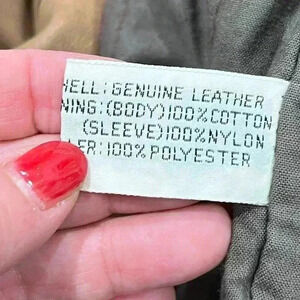 HELL: GENUINE LEATHER
NING: (BODY) 100% COTTON
(SLEEVE) 100% NYLON
LER: 100% POLYESTER